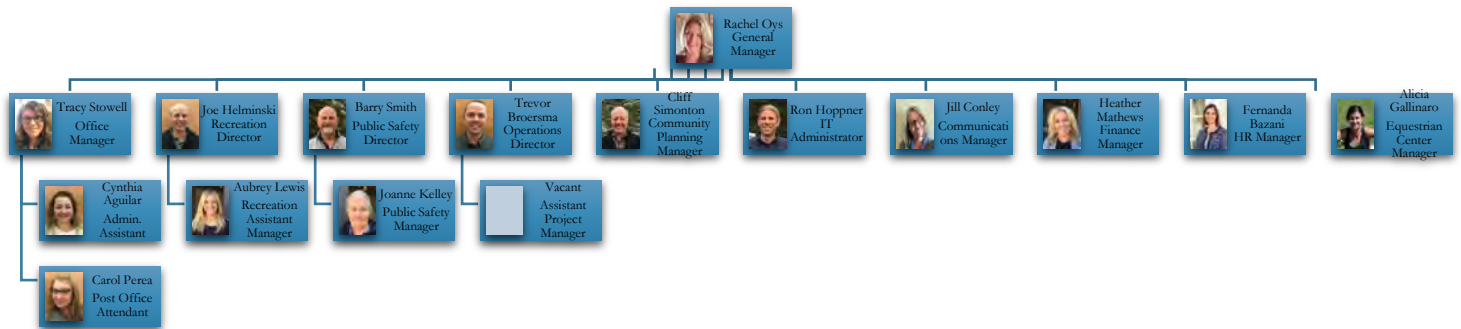 Rachel Oys
General
Manager
Tracy Stowell
Office
Manager
Joe Helminski
Recreation
Director
Barry Smith
Public Safety
Director
Trevor
Broersma
Operations
Director
Cliff
Simonton
Community
Planning
Manager
Ron Hoppner
IT
Administrator
Jill Conley
Communicati
ons Manager
Heather
Mathews
Finance
Manager
Fernanda
Bazani
HR Manager
Alicia
Gallinaro
Equestrian
Center
Manager
Cynthia
Aguilar
Admin.
Assistant
Aubrey Lewis
Recreation
Assistant
Manager
Joanne Kelley
Public Safety
Manager
Vacant
Assistant
Project
Manager
Carol Perea
Post Office
Attendant